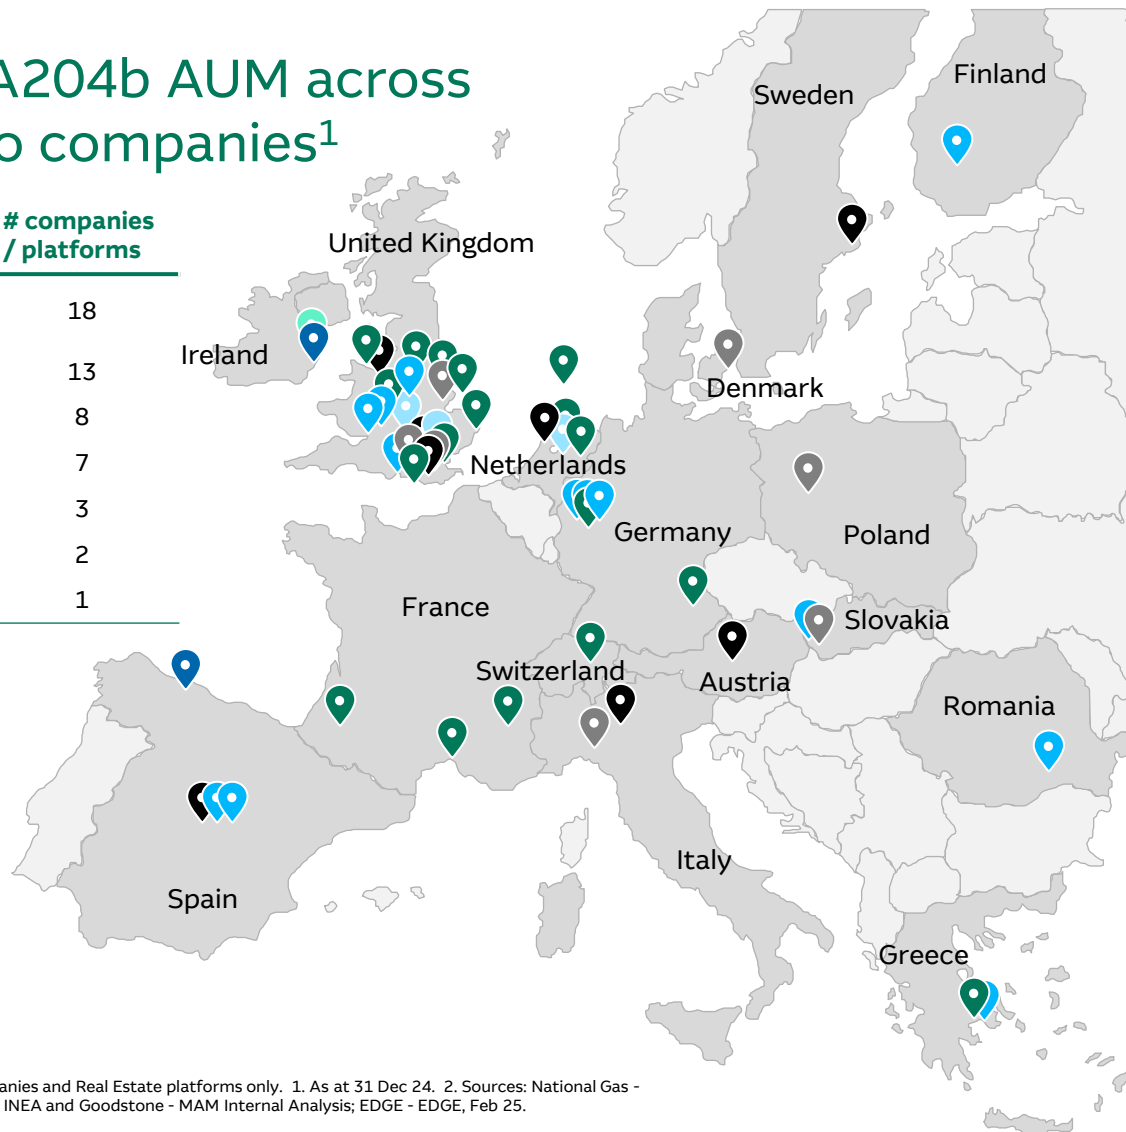 A204b AUM across
o companies1
# companies
/ platforms
18
13
8
7
3
2
1
Sweden
Finland
United Kingdom
Ireland
Denmark
Netherlands
Germany
Poland
France
Slovakia
Switzerland
Austria
Romania
Italy
Spain
Greece
anies and Real Estate platforms only. 1. As at 31 Dec 24. 2. Sources: National Gas -
INEA and Goodstone - MAM Internal Analysis; EDGE - EDGE, Feb 25.